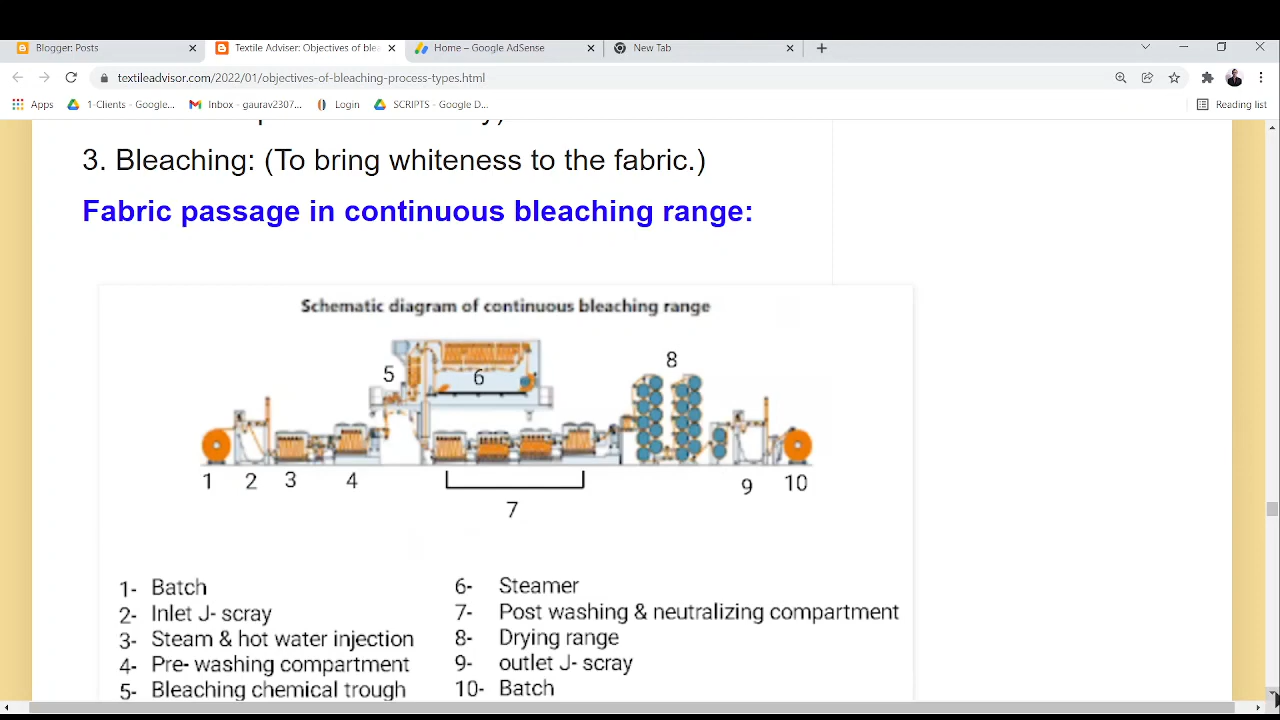 Blogger: Posts
Textile Adviser: Objectives of ble
Home – Google AdSense
New Tab
textileadvisor.com/2022/01/objectives-of-bleaching-process-types.html
Apps
1-Clients - Google...
Inbox - gaurav2307...
Login
SCRIPTS - Google D...
Reading list
3. Bleaching: (To bring whiteness to the fabric.)
Fabric passage in continuous bleaching range:
Schematic diagram of continuous bleaching range
8
5
6
1 2 3 4
9 10
7
1- Batch
2- Inlet J- scray
3- Steam & hot water injection
4- Pre- washing compartment
5- Bleaching chemical trough
6- Steamer
7- Post washing & neutralizing compartment
8- Drying range
9- outlet J- scray
10- Batch